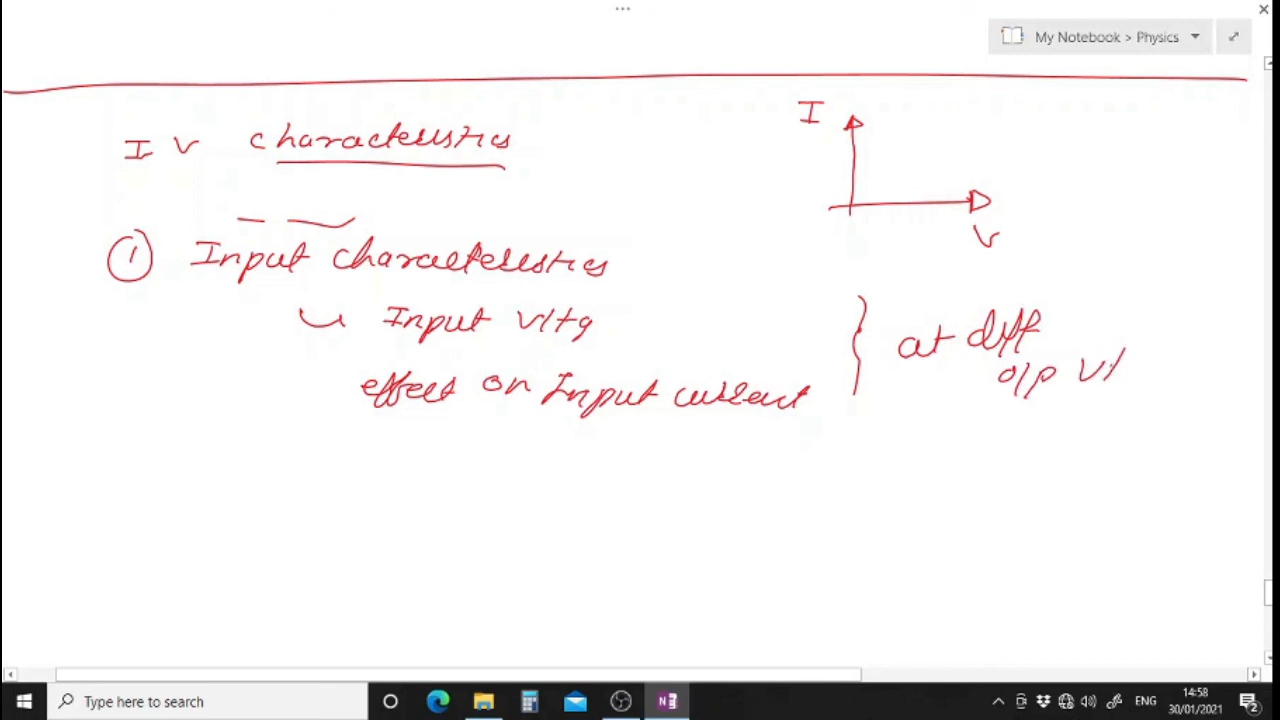 ...
My Notebook > Physics
I V characteristics
I
V
① Input characteristics
Input vltg
effect on Input current
at diff
o/p V
Type here to search
ENG
14:58
30/01/2021
2